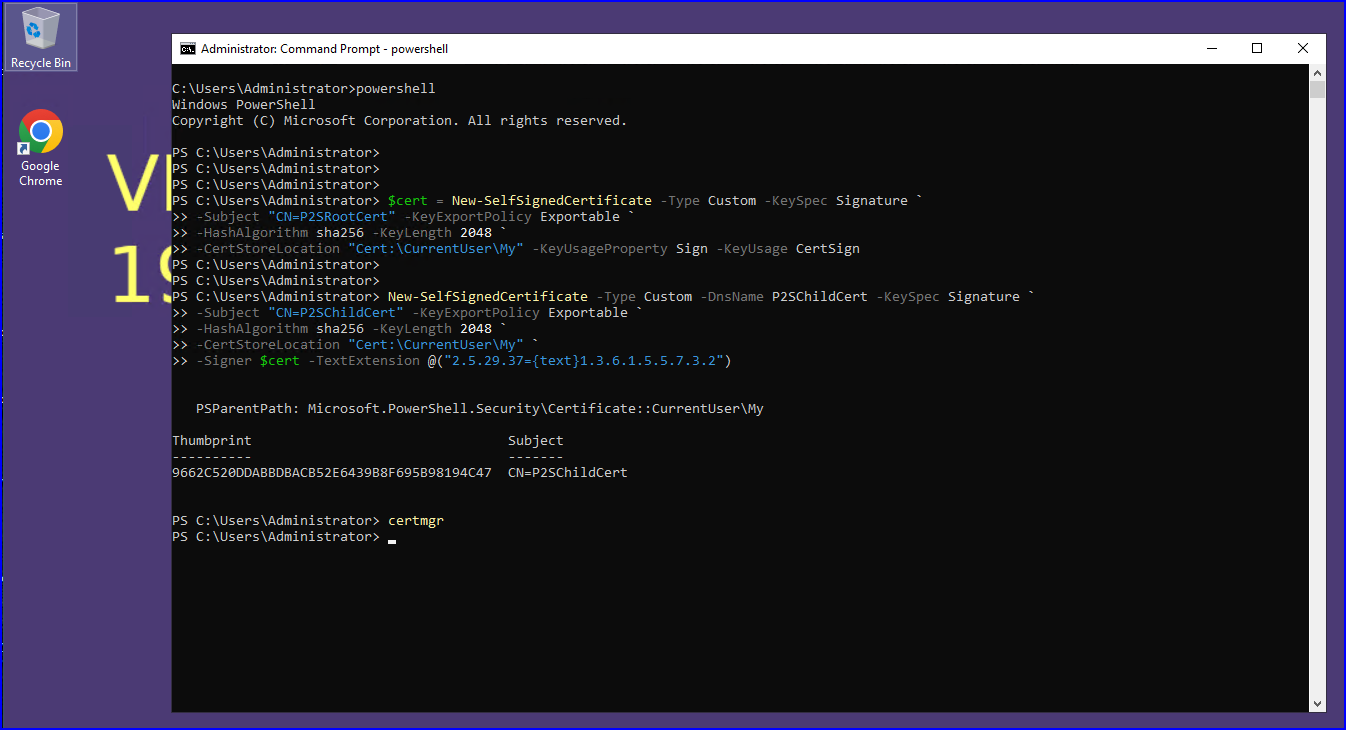 Recycle Bin
Google
Chrome
Administrator: Command Prompt - powershell
C:\Users\Administrator>powershell
Windows PowerShell
Copyright (C) Microsoft Corporation. All rights reserved.
PS C:\Users\Administrator>
PS C:\Users\Administrator>
PS C:\Users\Administrator>
PS C:\Users\Administrator> $cert = New-SelfSignedCertificate -Type Custom -KeySpec Signature `
>> -Subject "CN=P2SRootCert" -KeyExportPolicy Exportable `
>> -HashAlgorithm sha256 -KeyLength 2048 `
>> -CertStoreLocation "Cert:\CurrentUser\My" -KeyUsageProperty Sign -KeyUsage CertSign
PS C:\Users\Administrator>
PS C:\Users\Administrator>
PS C:\Users\Administrator> New-SelfSignedCertificate -Type Custom -DnsName P2SChildCert -KeySpec Signature `
>> -Subject "CN=P2SChildCert" -KeyExportPolicy Exportable `
>> -HashAlgorithm sha256 -KeyLength 2048 `
>> -CertStoreLocation "Cert:\CurrentUser\My" `
>> -Signer $cert -TextExtension @("2.5.29.37={text}1.3.6.1.5.5.7.3.2")
PSParentPath: Microsoft.PowerShell.Security\Certificate::CurrentUser\My
Thumbprint Subject
---------- -------
9662C520DDABBDBACB52E6439B8F695B98194C47 CN=P2SChildCert
PS C:\Users\Administrator> certmgr
PS C:\Users\Administrator>